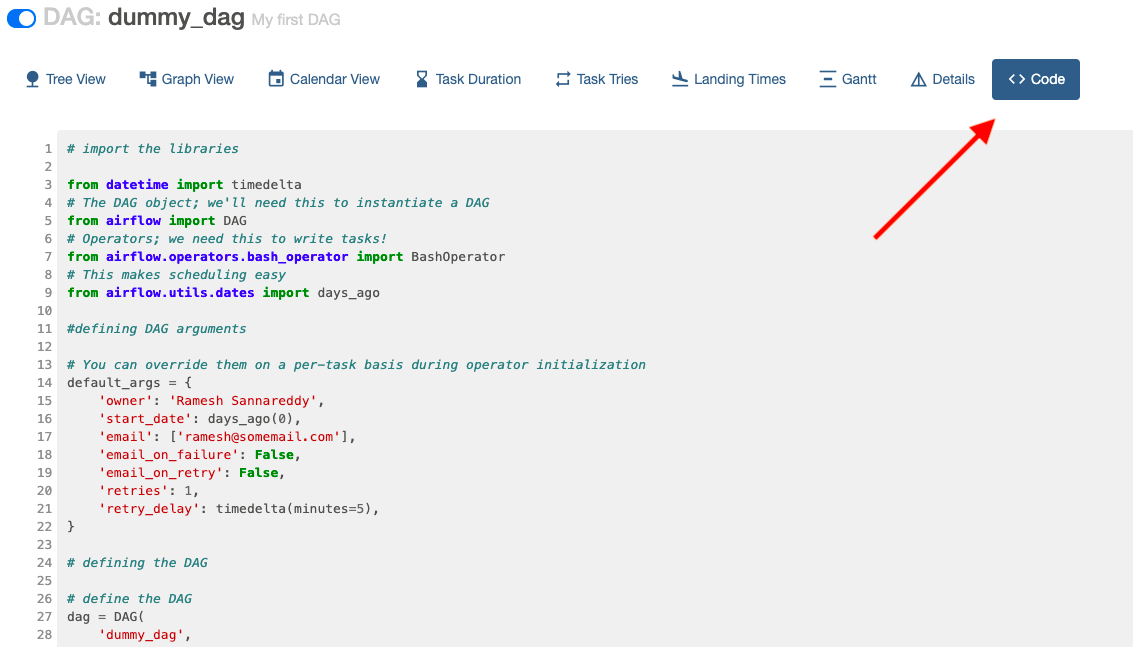 DAG: dummy_dag My first DAG
Tree View Graph View Calendar View Task Duration Task Tries Landing Times Gantt Details <> Code
1 # import the libraries
2
3 from datetime import timedelta
4 # The DAG object; we'll need this to instantiate a DAG
5 from airflow import DAG
6 # Operators; we need this to write tasks!
7 from airflow.operators.bash_operator import BashOperator
8 # This makes scheduling easy
9 from airflow.utils.dates import days_ago
10
11 #defining DAG arguments
12
13 # You can override them on a per-task basis during operator initialization
14 default_args = {
15     'owner': 'Ramesh Sannareddy',
16     'start_date': days_ago(0),
17     'email': ['ramesh@somemail.com'],
18     'email_on_failure': False,
19     'email_on_retry': False,
20     'retries': 1,
21     'retry_delay': timedelta(minutes=5),
22 }
23
24 # defining the DAG
25
26 # define the DAG
27 dag = DAG(
28     'dummy_dag',